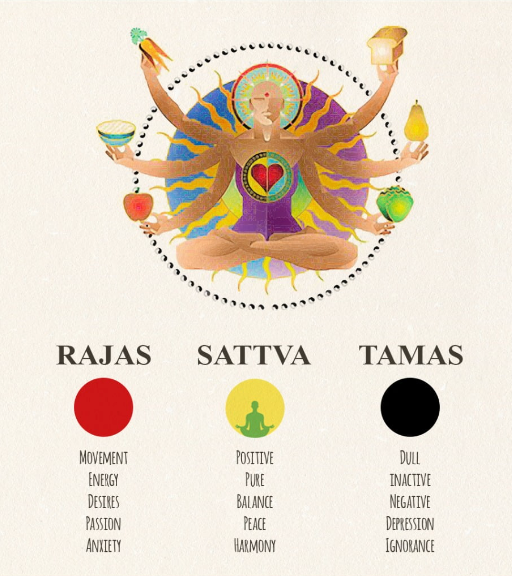 RAJAS SATTVA TAMAS
Movement Positive Dull
Energy Pure inactive
Desires Balance Negative
Passion Peace Depression
Anxiety Harmony Ignorance